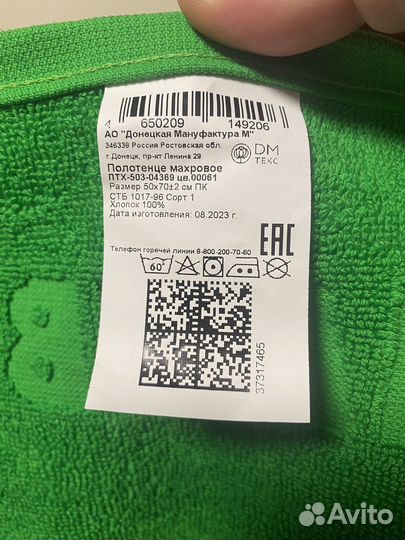 4 650209 149206
АО "Донецкая Мануфактура М"
346338 Россия Ростовская обл.
г.Донецк, пр-кт Ленина 29
DM
ТЕКС
Полотенце махровое
ПТХ-503-04369 цв.00061
Размер 50х70±2 см ПК
СТБ 1017-96 Сорт 1
Хлопок 100%
Дата изготовления: 08.2023 г.
EAC
Телефон горячей линии 8-800-200-70-60
60°
37317465
Avito